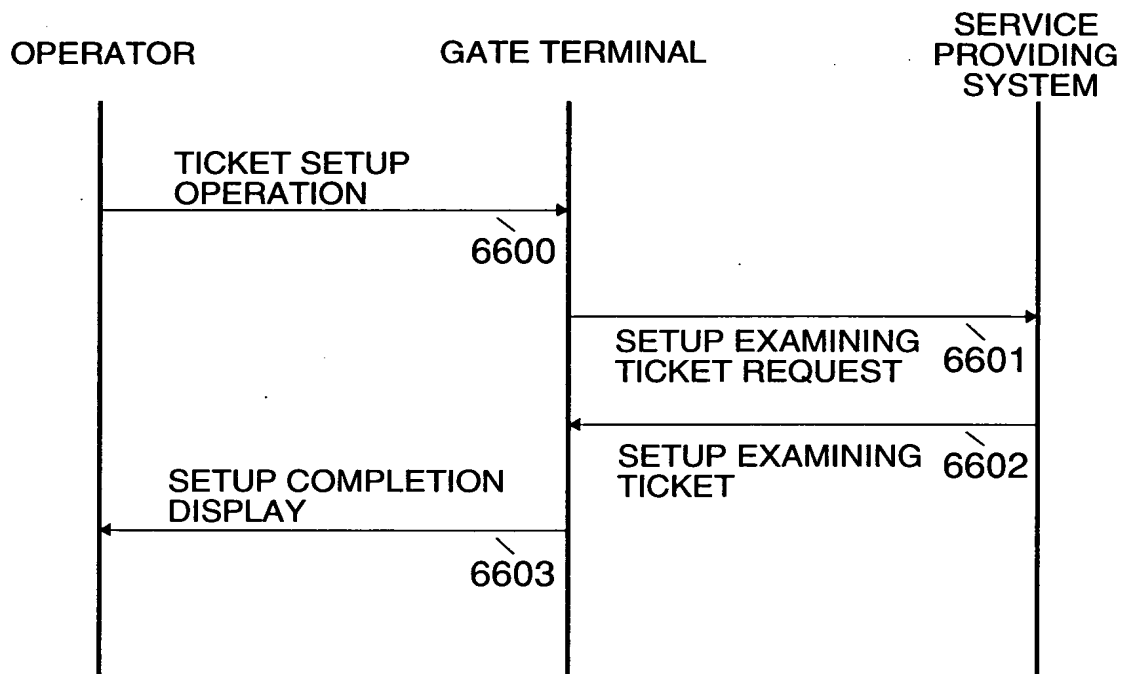 OPERATOR
GATE TERMINAL
SERVICE
PROVIDING
SYSTEM
TICKET SETUP
OPERATION
6600
SETUP EXAMINING
TICKET REQUEST
6601
SETUP EXAMINING
TICKET
6602
SETUP COMPLETION
DISPLAY
6603